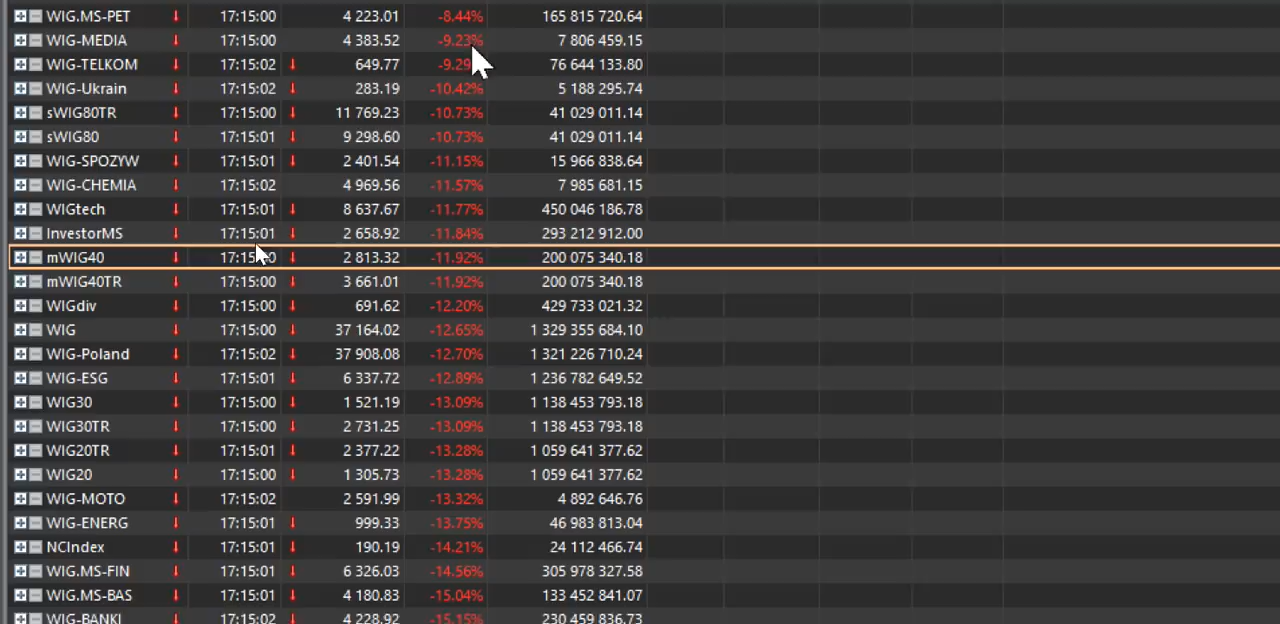 WIG.MS-PET 17:15:00 4 223.01 -8.44% 165 815 720.64
WIG-MEDIA 17:15:00 4 383.52 -9.23% 7 806 459.15
WIG-TELKOM 17:15:02 649.77 -9.29 76 644 133.80
WIG-Ukrain 17:15:02 283.19 -10.42% 5 188 295.74
sWIG80TR 17:15:00 11 769.23 -10.73% 41 029 011.14
sWIG80 17:15:01 9 298.60 -10.73% 41 029 011.14
WIG-SPOZYW 17:15:01 2 401.54 -11.15% 15 966 838.64
WIG-CHEMIA 17:15:02 4 969.56 -11.57% 7 985 681.15
WIGtech 17:15:01 8 637.67 -11.77% 450 046 186.78
InvestorMS 17:15:01 2 658.92 -11.84% 293 212 912.00
mWIG40 17:15: 0 2 813.32 -11.92% 200 075 340.18
mWIG40TR 17:15:00 3 661.01 -11.92% 200 075 340.18
WIGdiv 17:15:00 691.62 -12.20% 429 733 021.32
WIG 17:15:00 37 164.02 -12.65% 1 329 355 684.10
WIG-Poland 17:15:02 37 908.08 -12.70% 1 321 226 710.24
WIG-ESG 17:15:01 6 337.72 -12.89% 1 236 782 649.52
WIG30 17:15:00 1 521.19 -13.09% 1 138 453 793.18
WIG30TR 17:15:00 2 731.25 -13.09% 1 138 453 793.18
WIG20TR 17:15:01 2 377.22 -13.28% 1 059 641 377.62
WIG20 17:15:00 1 305.73 -13.28% 1 059 641 377.62
WIG-MOTO 17:15:02 2 591.99 -13.32% 4 892 646.76
WIG-ENERG 17:15:01 999.33 -13.75% 46 983 813.04
NCIndex 17:15:01 190.19 -14.21% 24 112 466.74
WIG.MS-FIN 17:15:01 6 326.03 -14.56% 305 978 327.58
WIG.MS-BAS 17:15:01 4 180.83 -15.04% 133 452 841.07
WIG-BANKI 17:15:02 4 228.92 -15.15% 230 459 836.73